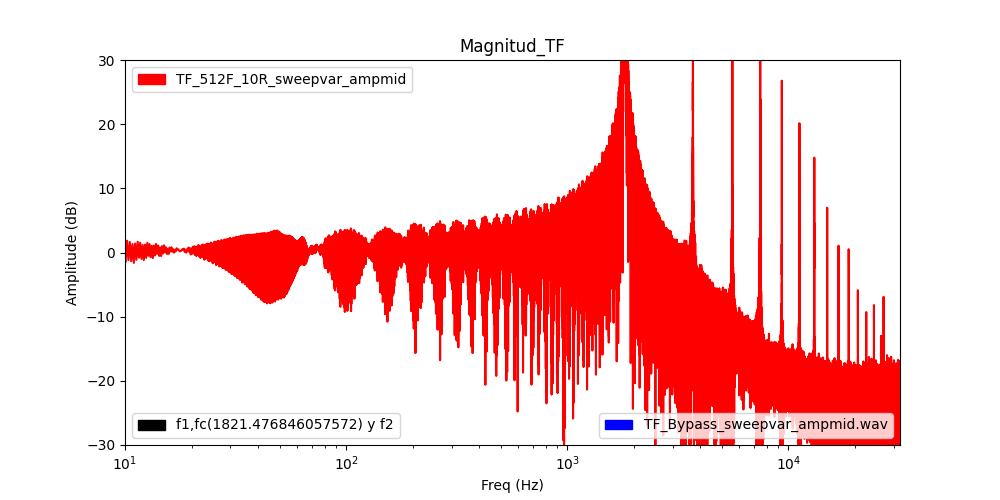 Magnitud_TF
TF_512F_10R_sweepvar_ampmid
30
20
10
0
−10
−20
−30
Amplitude (dB)
f1,fc(1821.476846057572) y f2
TF_Bypass_sweepvar_ampmid.wav
10¹
10²
10³
10⁴
Freq (Hz)